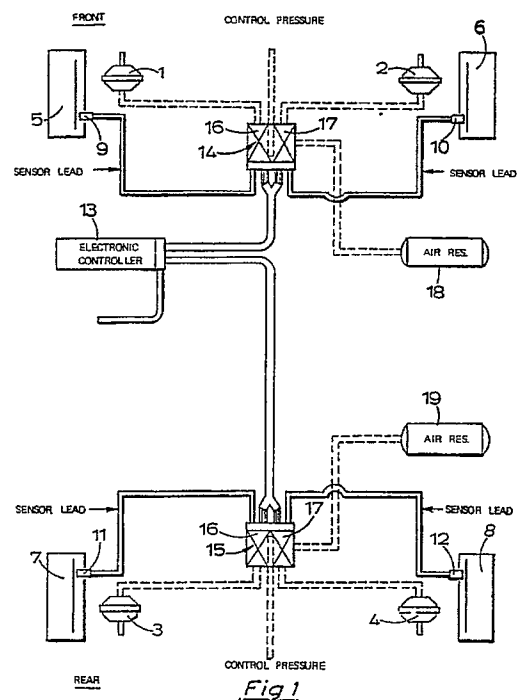 FRONT
CONTROL PRESSURE
6
1
2
5
16
17
9
14
10
SENSOR LEAD
SENSOR LEAD
13
ELECTRONIC
CONTROLLER
AIR RES.
18
19
AIR RES.
SENSOR LEAD
SENSOR LEAD
16
17
7
11
15
12
8
3
4
CONTROL PRESSURE
REAR
Fig 1